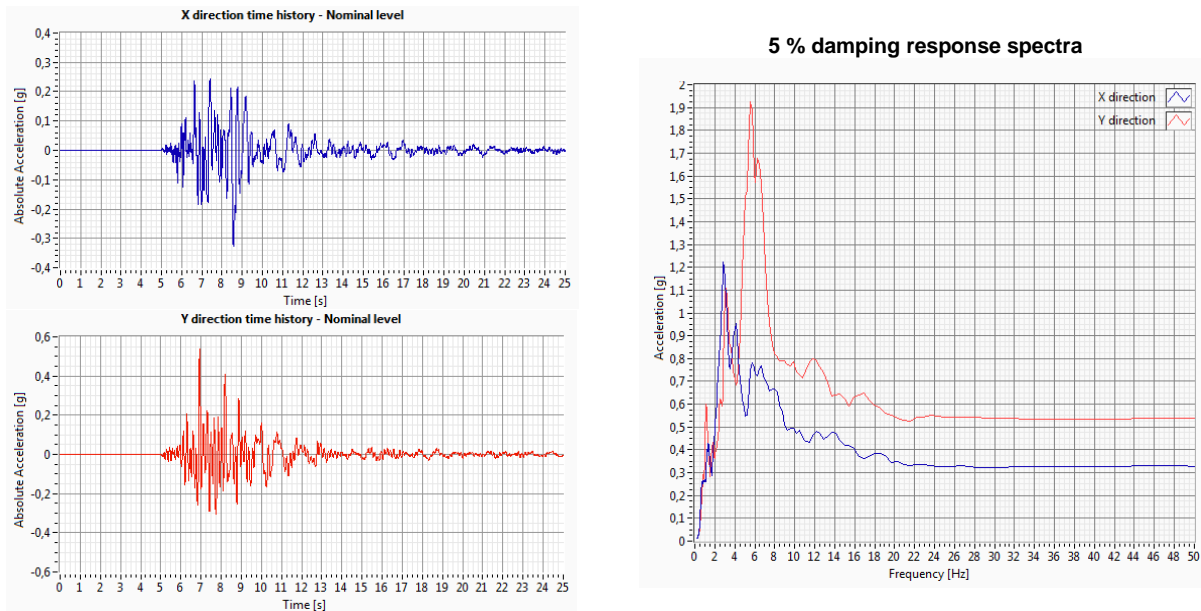 X direction time history - Nominal level
Absolute Acceleration [g]
0,4
0,3
0,2
0,1
0
-0,1
-0,2
-0,3
-0,4
0 1 2 3 4 5 6 7 8 9 10 11 12 13 14 15 16 17 18 19 20 21 22 23 24 25
Time [s]
Y direction time history - Nominal level
Absolute Acceleration [g]
0,6
0,4
0,2
0
-0,2
-0,4
-0,6
0 1 2 3 4 5 6 7 8 9 10 11 12 13 14 15 16 17 18 19 20 21 22 23 24 25
Time [s]
5 % damping response spectra
X direction
Y direction
Acceleration [g]
2
1,9
1,8
1,7
1,6
1,5
1,4
1,3
1,2
1,1
1
0,9
0,8
0,7
0,6
0,5
0,4
0,3
0,2
0,1
0
0 2 4 6 8 10 12 14 16 18 20 22 24 26 28 30 32 34 36 38 40 42 44 46 48 50
Frequency [Hz]